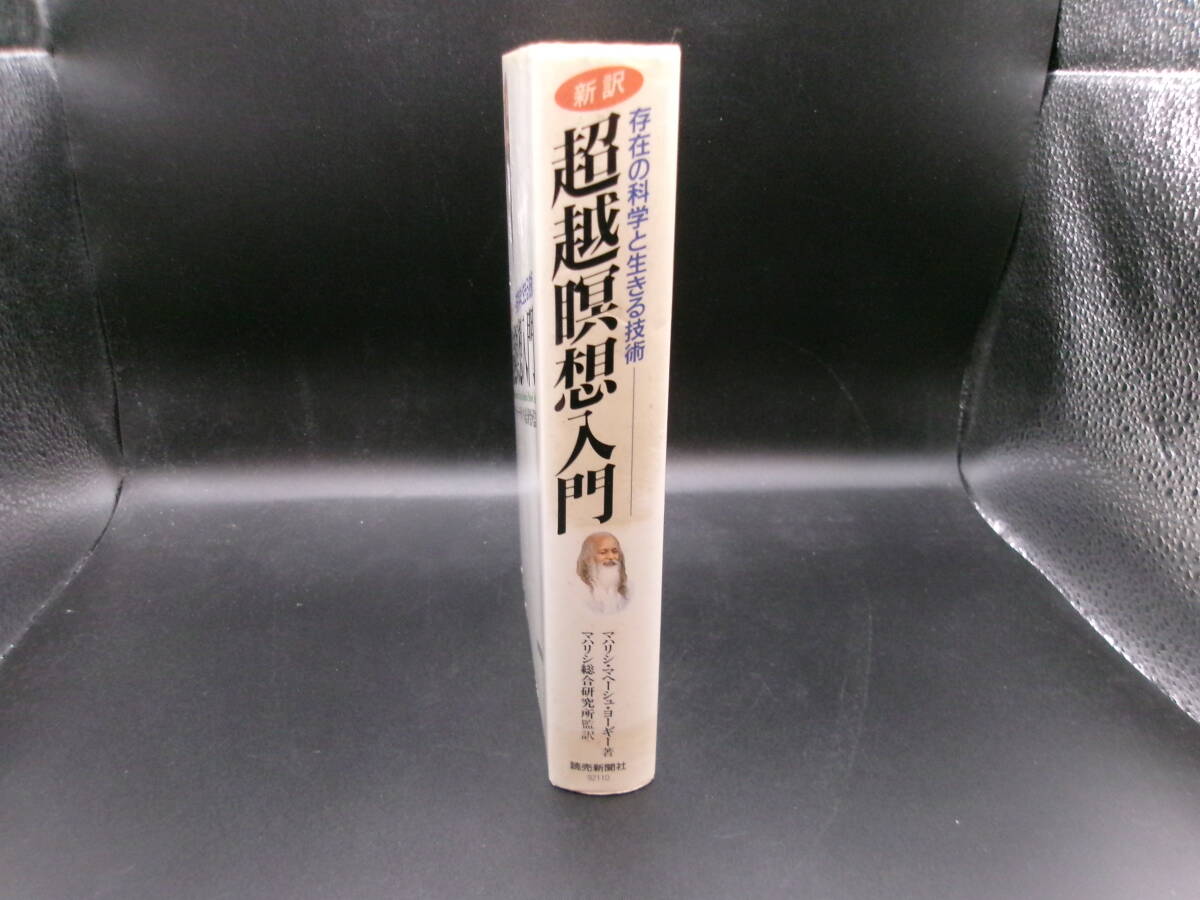 新訳
存在の科学と生きる技術
超越瞑想入門
マハリシ・マヘーシュ・ヨーギー著
マハリシ総合研究所監訳
読売新聞社
92110